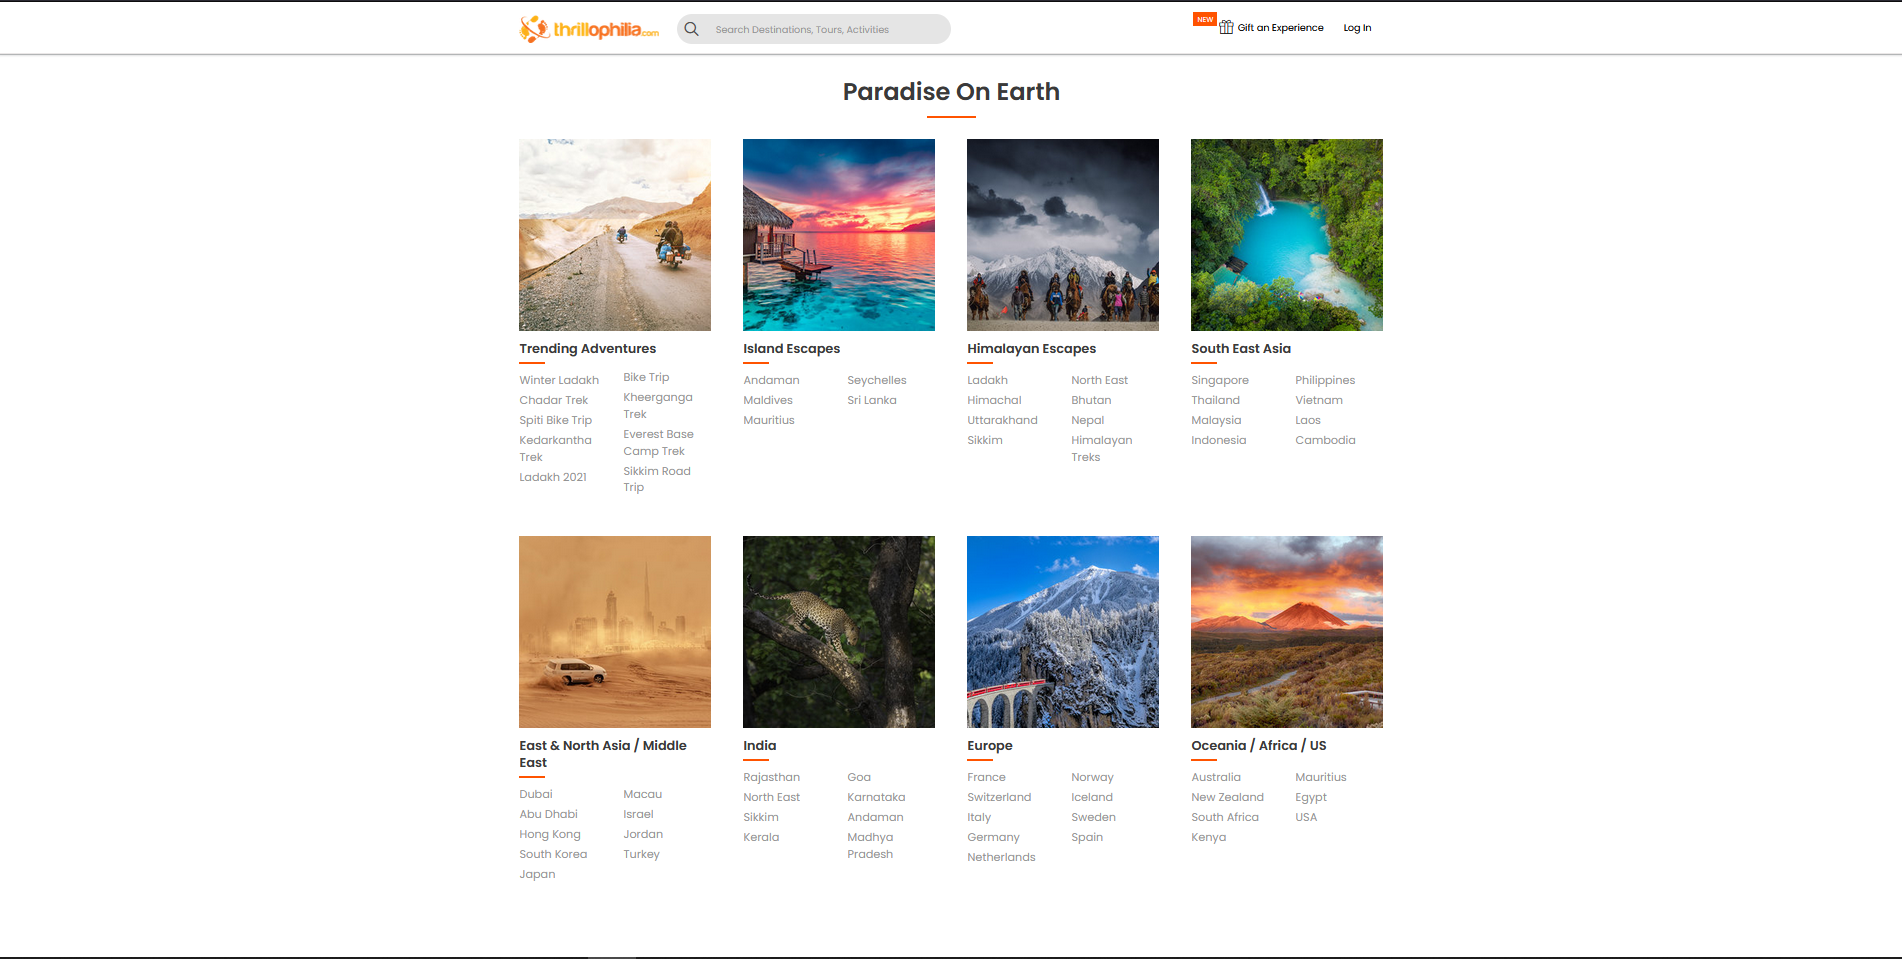 thrillophilia.com
Search Destinations, Tours, Activities
NEW
Gift an Experience
Log In
Paradise On Earth
Trending Adventures
Winter Ladakh
Chadar Trek
Spiti Bike Trip
Kedarkantha
Trek
Ladakh 2021
Bike Trip
Kheerganga
Trek
Everest Base
Camp Trek
Sikkim Road
Trip
Island Escapes
Andaman
Maldives
Mauritius
Seychelles
Sri Lanka
Himalayan Escapes
Ladakh
Himachal
Uttarakhand
Sikkim
North East
Bhutan
Nepal
Himalayan
Treks
South East Asia
Singapore
Thailand
Malaysia
Indonesia
Philippines
Vietnam
Laos
Cambodia
East & North Asia / Middle
East
Dubai
Abu Dhabi
Hong Kong
South Korea
Japan
Macau
Israel
Jordan
Turkey
India
Rajasthan
North East
Sikkim
Kerala
Goa
Karnataka
Andaman
Madhya
Pradesh
Europe
France
Switzerland
Italy
Germany
Netherlands
Norway
Iceland
Sweden
Spain
Oceania / Africa / US
Australia
New Zealand
South Africa
Kenya
Mauritius
Egypt
USA